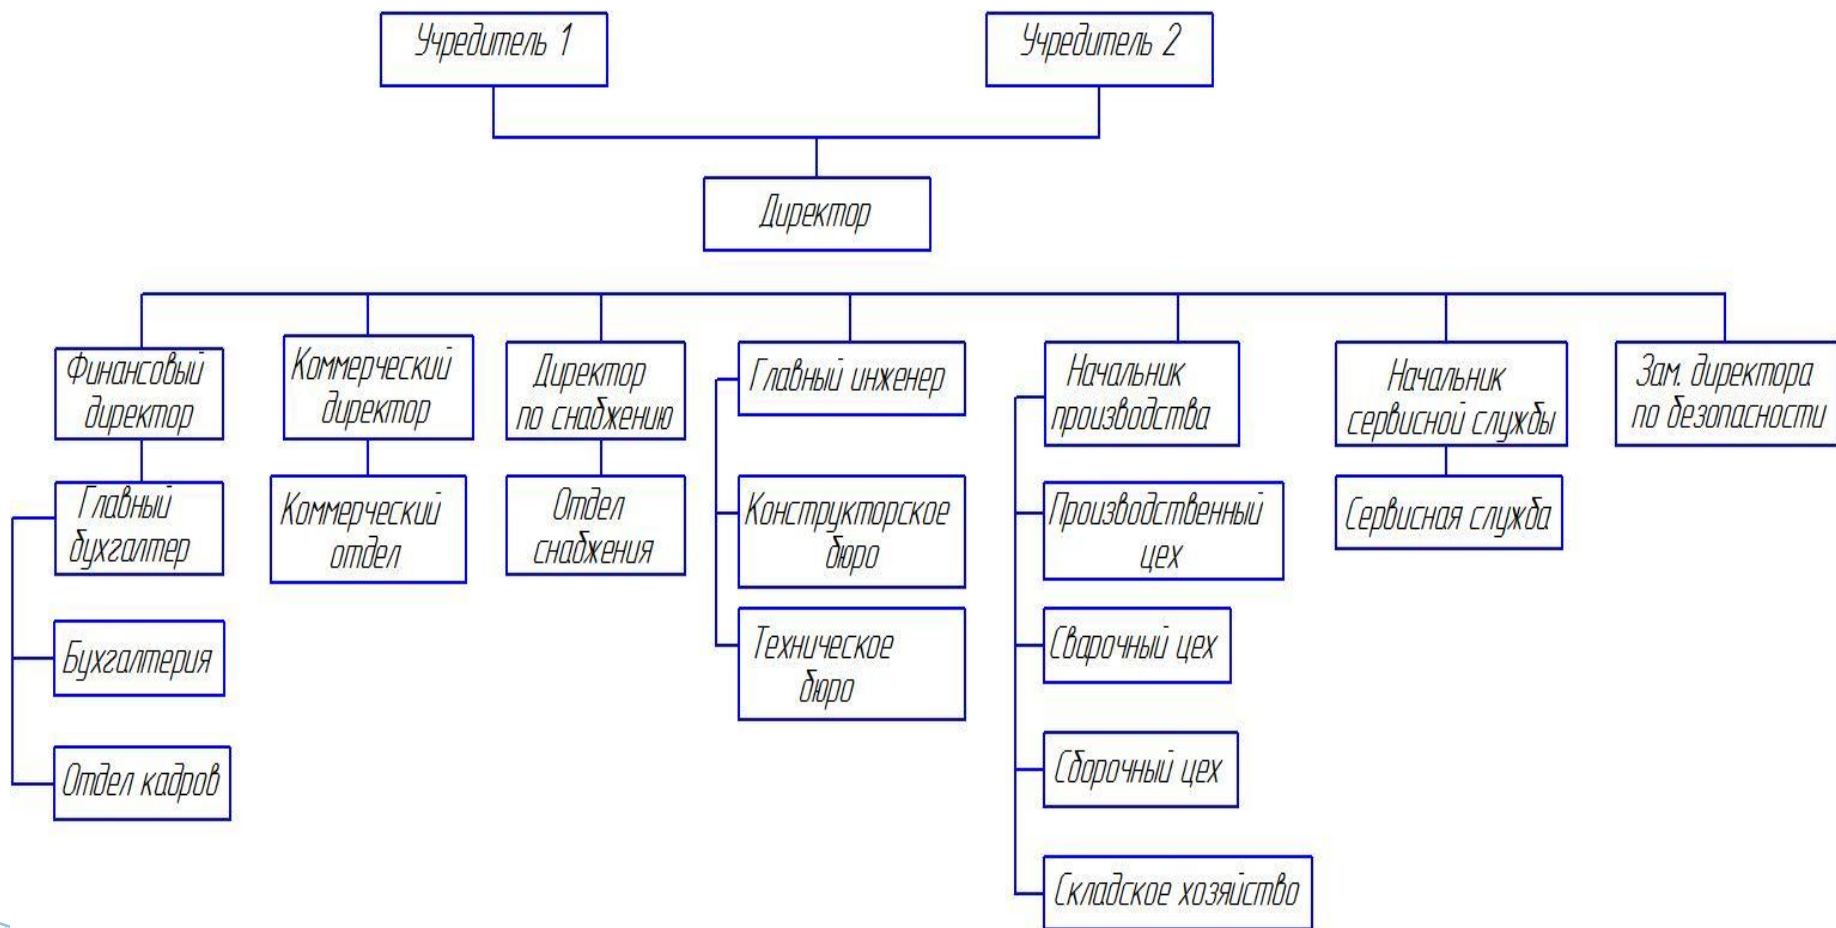 Учредитель 1
Учредитель 2
Директор
Финансовый
директор
Коммерческий
директор
Директор
по снабжению
Главный инженер
Начальник
производства
Начальник
сервисной службы
Зам. директора
по безопасности
Главный
бухгалтер
Коммерческий
отдел
Отдел
снабжения
Конструкторское
бюро
Производственный
цех
Сервисная служба
Бухгалтерия
Техническое
бюро
Сварочный цех
Отдел кадров
Сборочный цех
Складское хозяйство